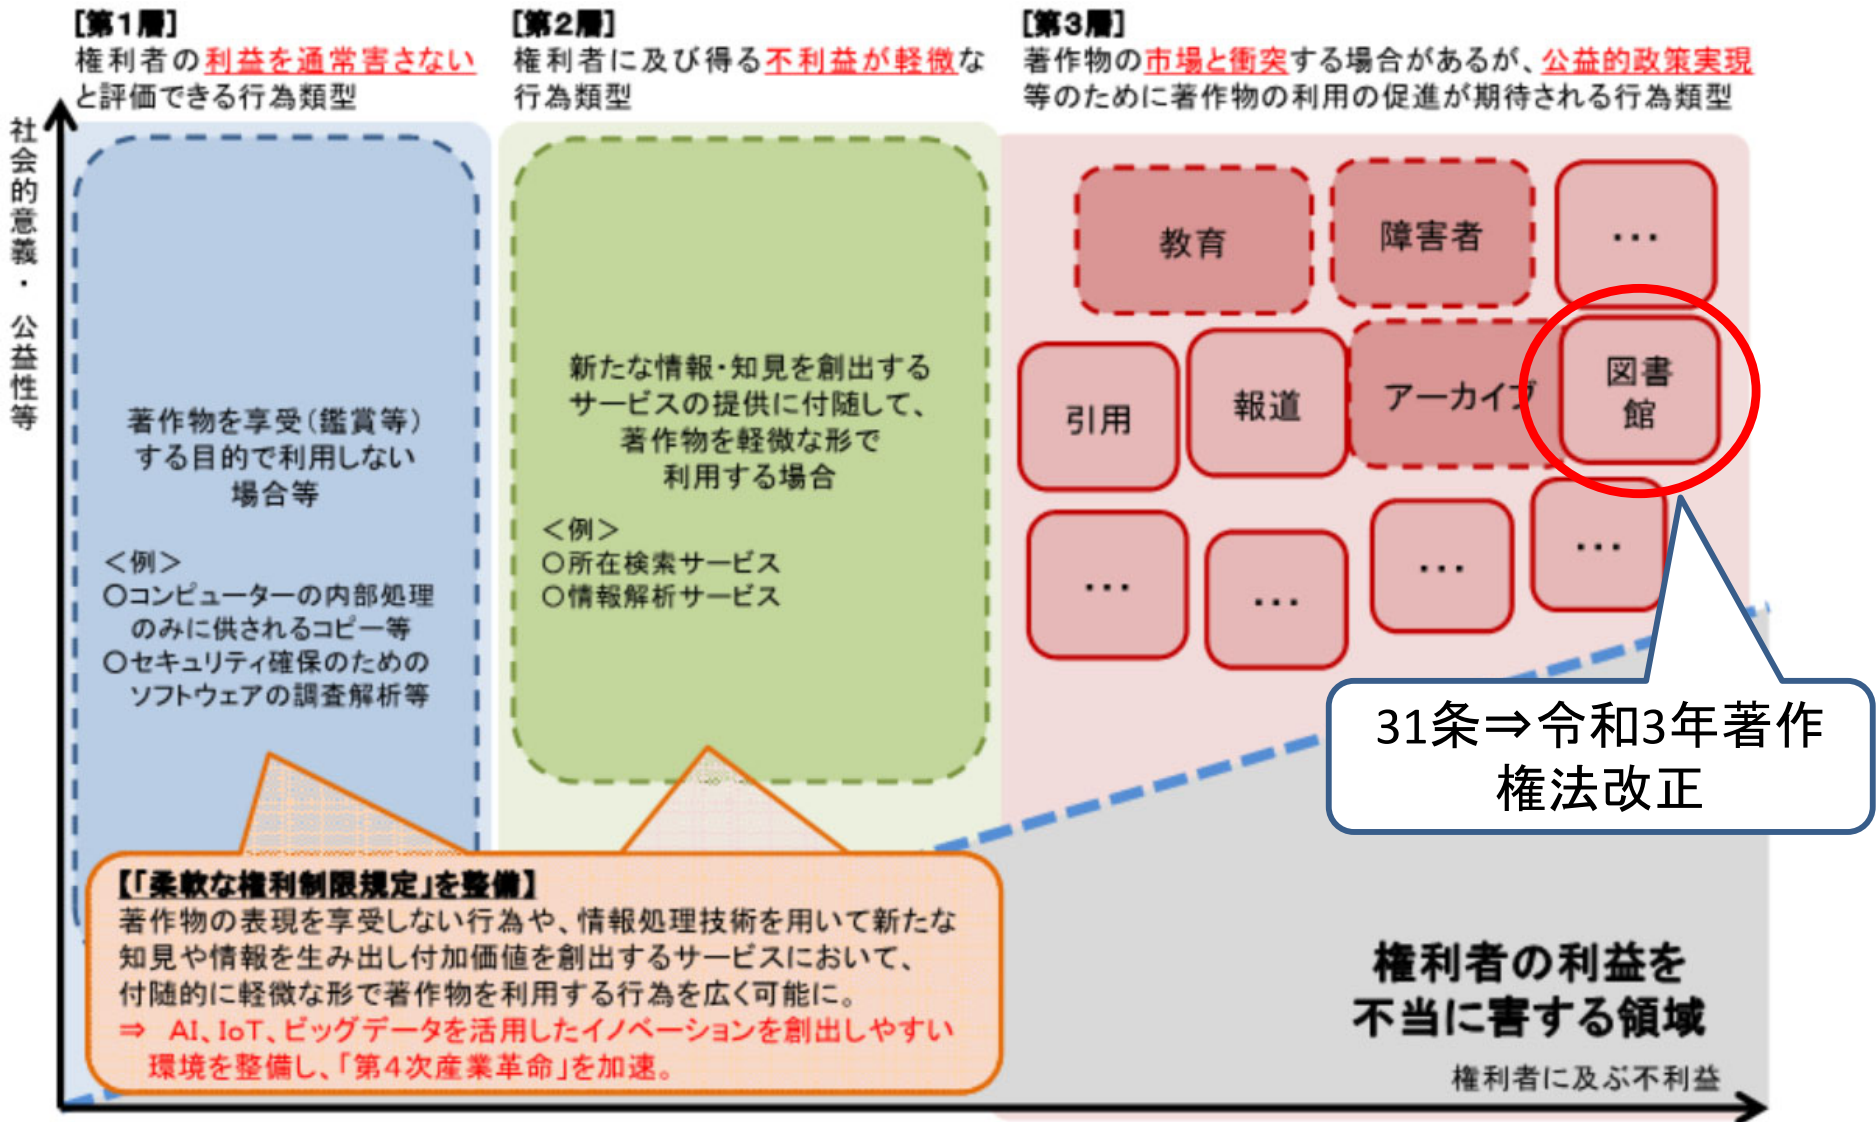 [第1層]
権利者の利益を通常害さない
と評価できる行為類型
[第2層]
権利者に及び得る不利益が軽微な
行為類型
[第3層]
著作物の市場と衝突する場合があるが、公益的政策実現
等のために著作物の利用の促進が期待される行為類型
社会的意義・公益性等
著作物を享受(鑑賞等)
する目的で利用しない
場合等
<例>
○コンピューターの内部処理
のみに供されるコピー等
○セキュリティ確保のための
ソフトウェアの調査解析等
新たな情報・知見を創出する
サービスの提供に付随して、
著作物を軽微な形で
利用する場合
<例>
○所在検索サービス
○情報解析サービス
教育
障害者
…
引用
報道
アーカイブ
図書
館
…
…
…
…
31条⇒令和3年著作
権法改正
【「柔軟な権利制限規定」を整備】
著作物の表現を享受しない行為や、情報処理技術を用いて新たな
知見や情報を生み出し付加価値を創出するサービスにおいて、
付随的に軽微な形で著作物を利用する行為を広く可能に。
⇒ AI、IoT、ビッグデータを活用したイノベーションを創出しやすい
環境を整備し、「第4次産業革命」を加速。
権利者の利益を
不当に害する領域
権利者に及ぶ不利益